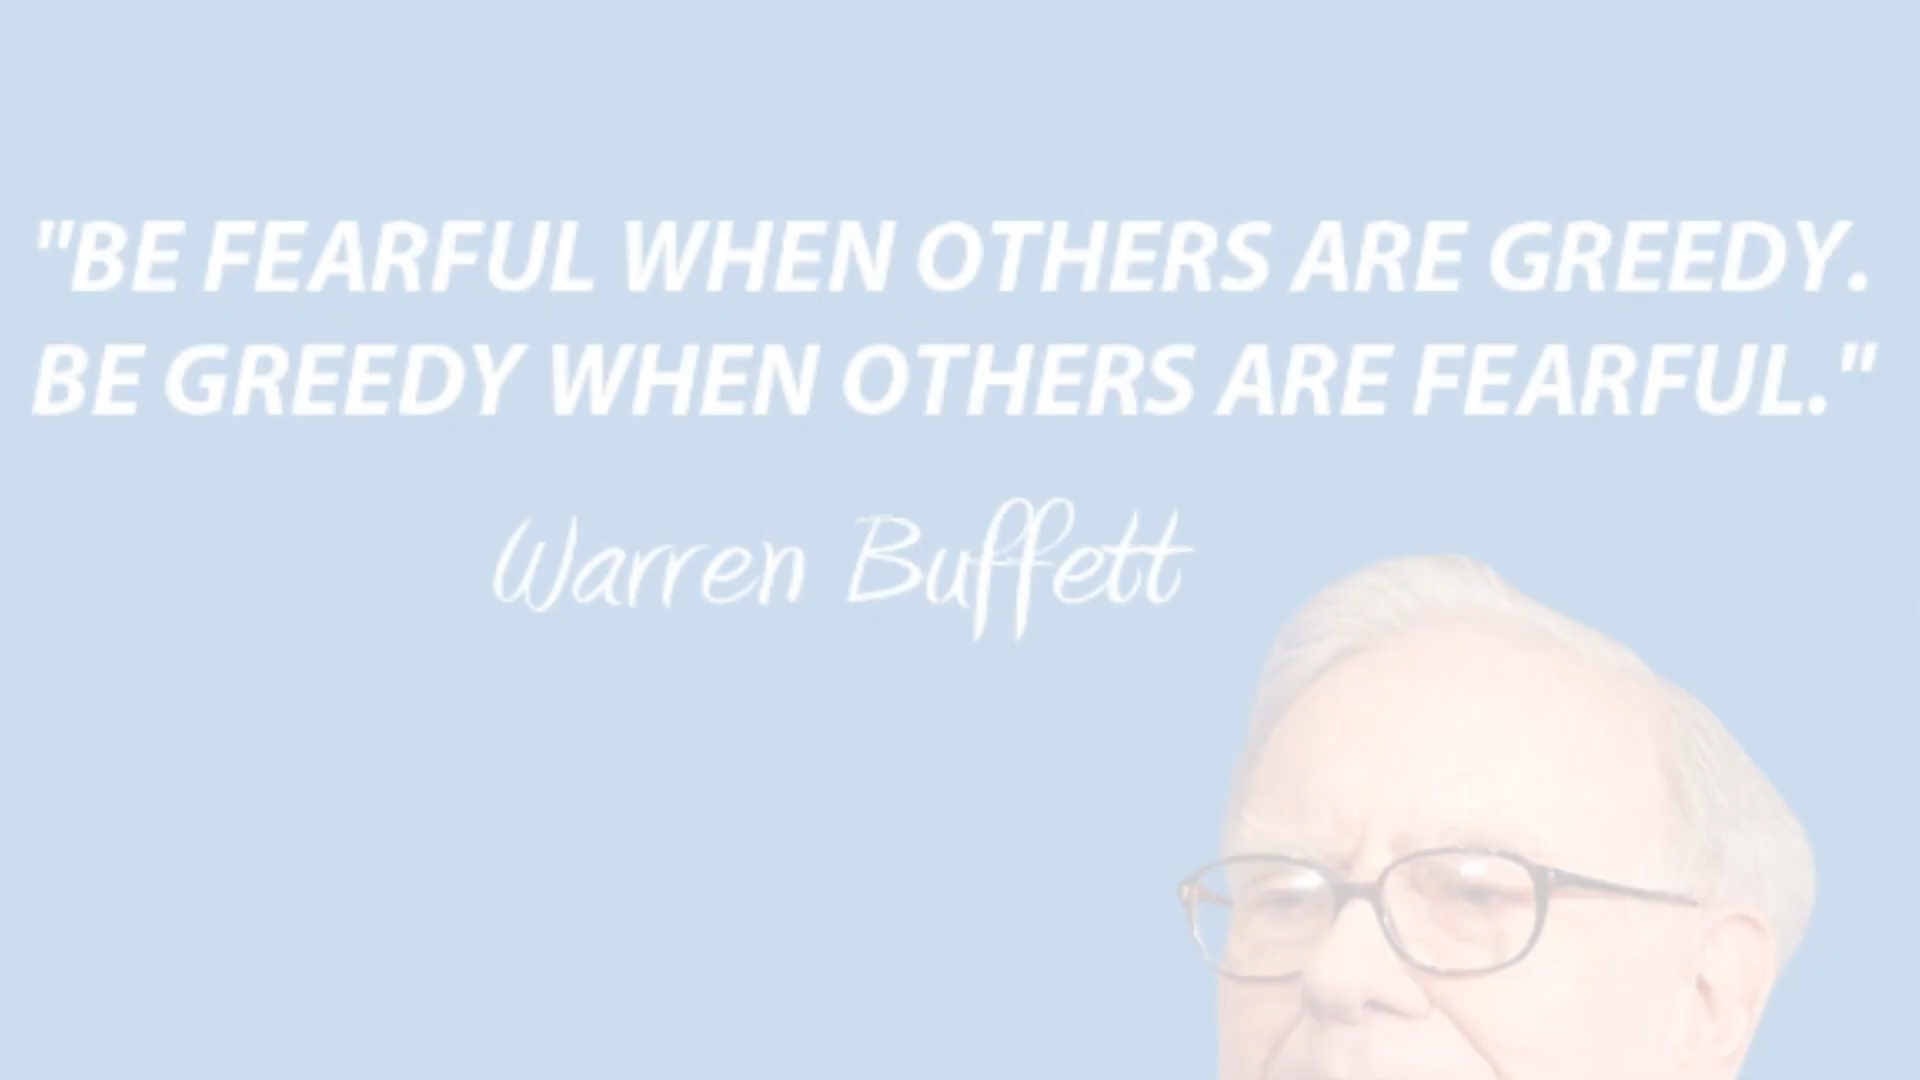 "BE FEARFUL WHEN OTHERS ARE GREEDY.
BE GREEDY WHEN OTHERS ARE FEARFUL."
Warren Buffett